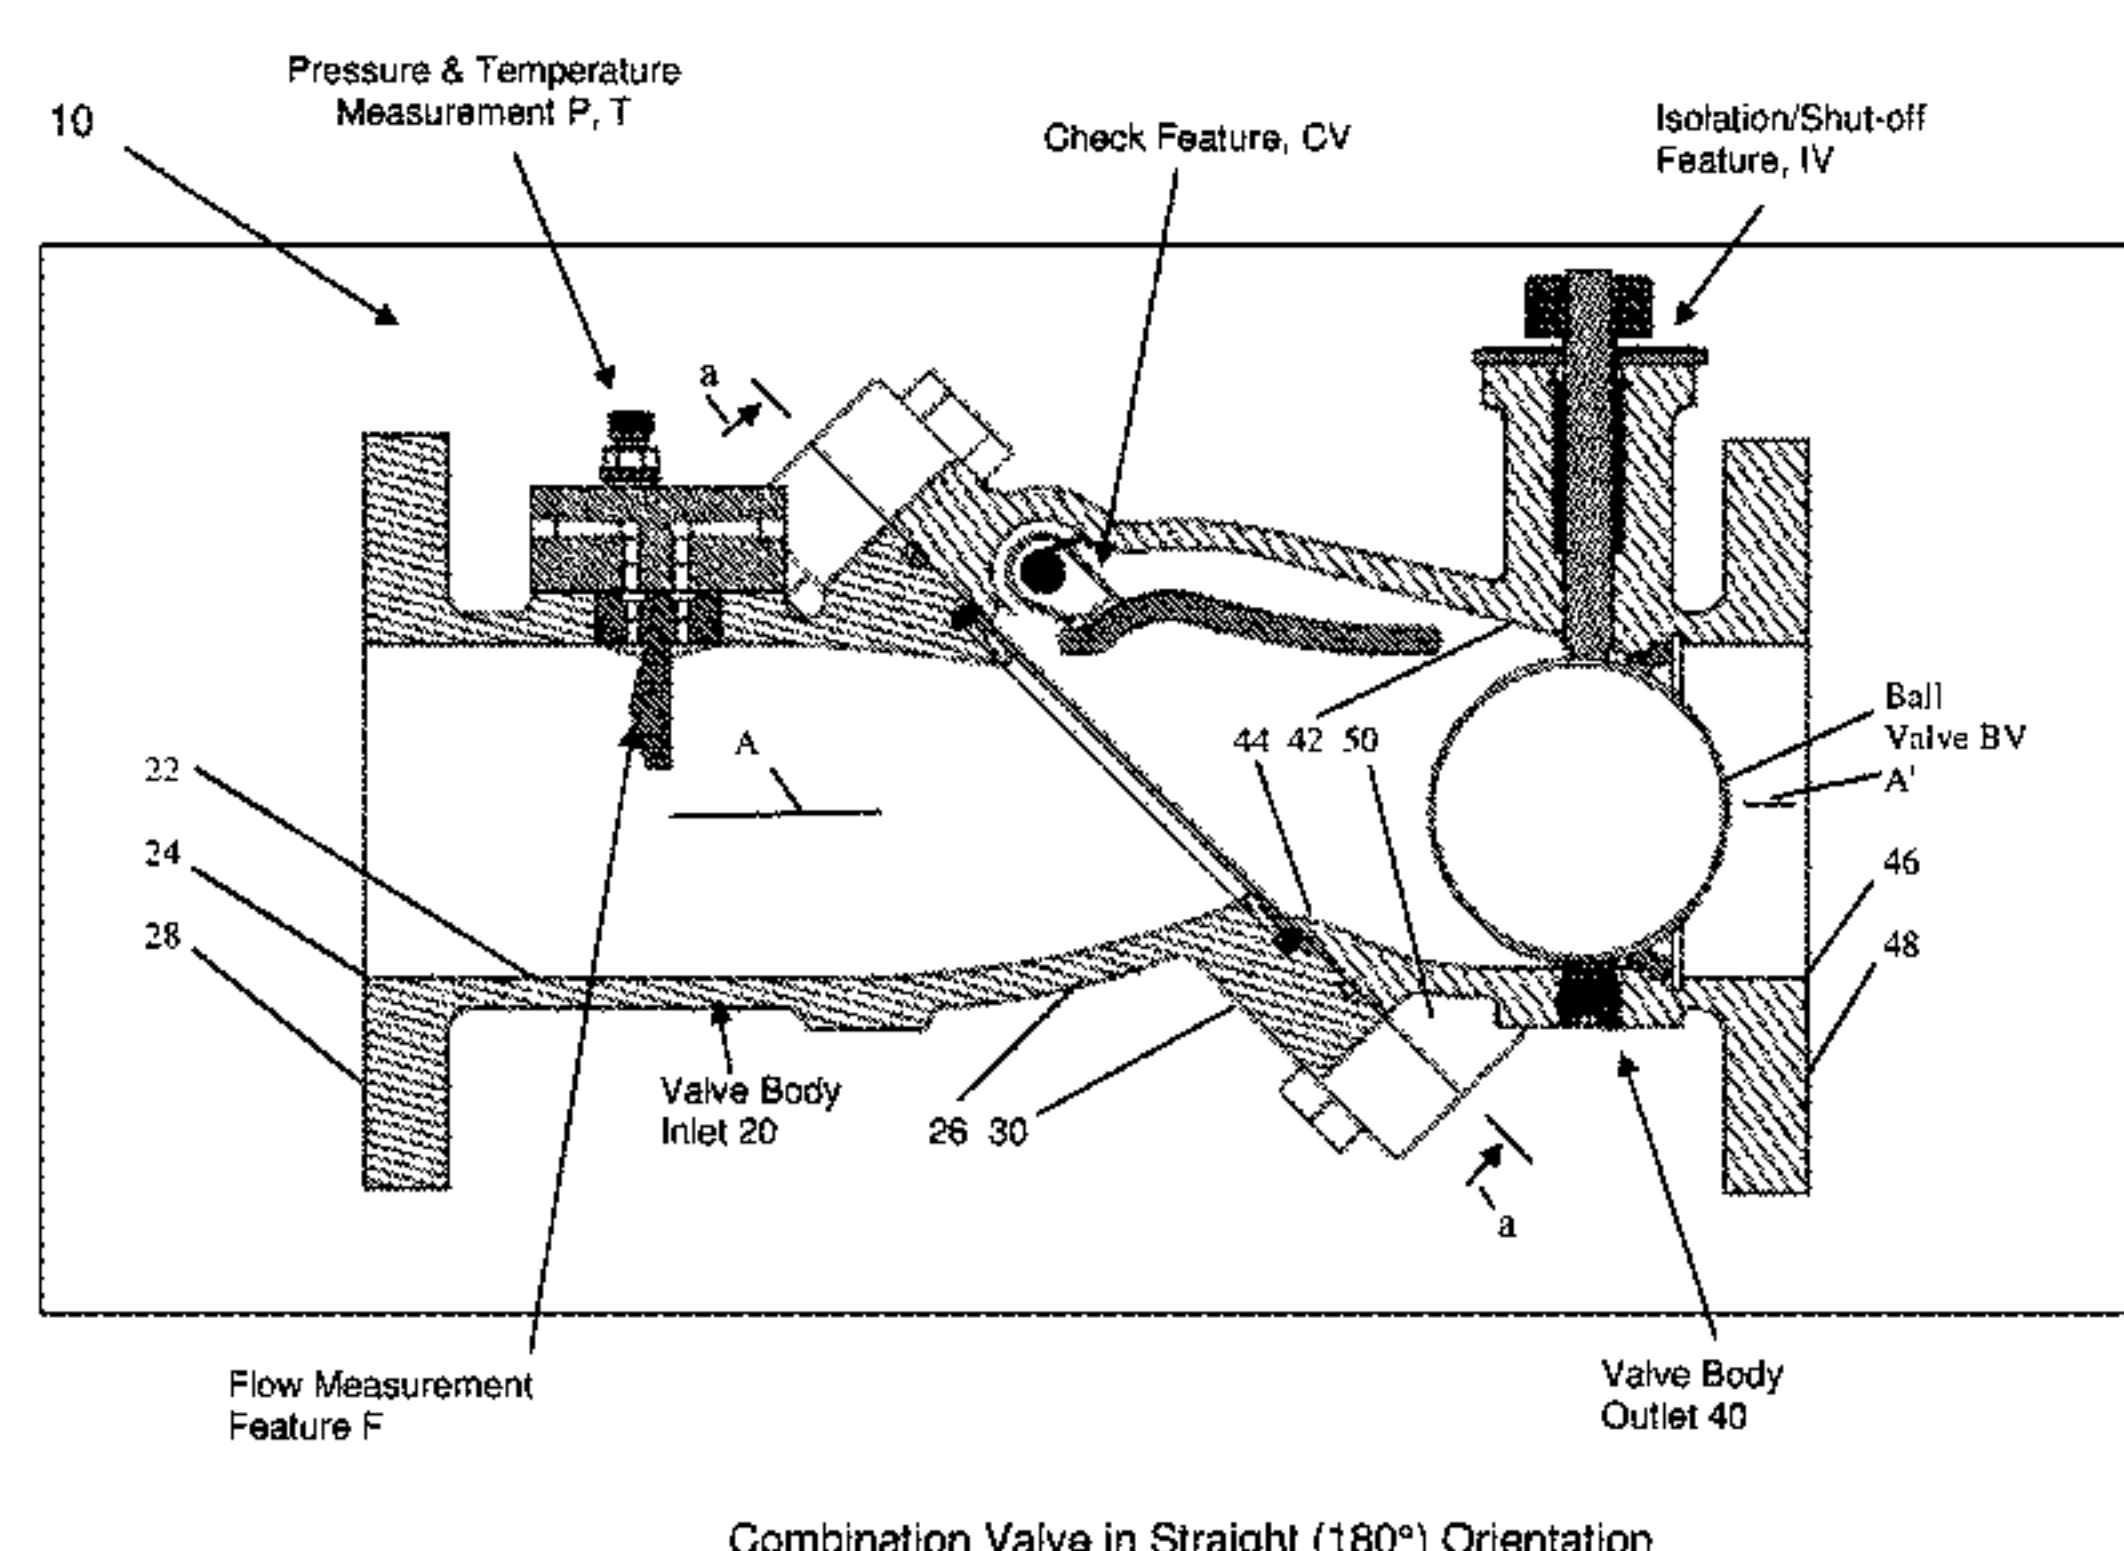 Pressure & Temperature
Measurement P, T
10
Check Feature, CV
Isolation/Shut-off
Feature, IV
a
Ball
Valve BV
A'
44 42 50
A
22
24
28
46
48
Valve Body
Inlet 20
26 30
a
Flow Measurement
Feature F
Valve Body
Outlet 40
Combination Valve in Straight (180°) Orientation